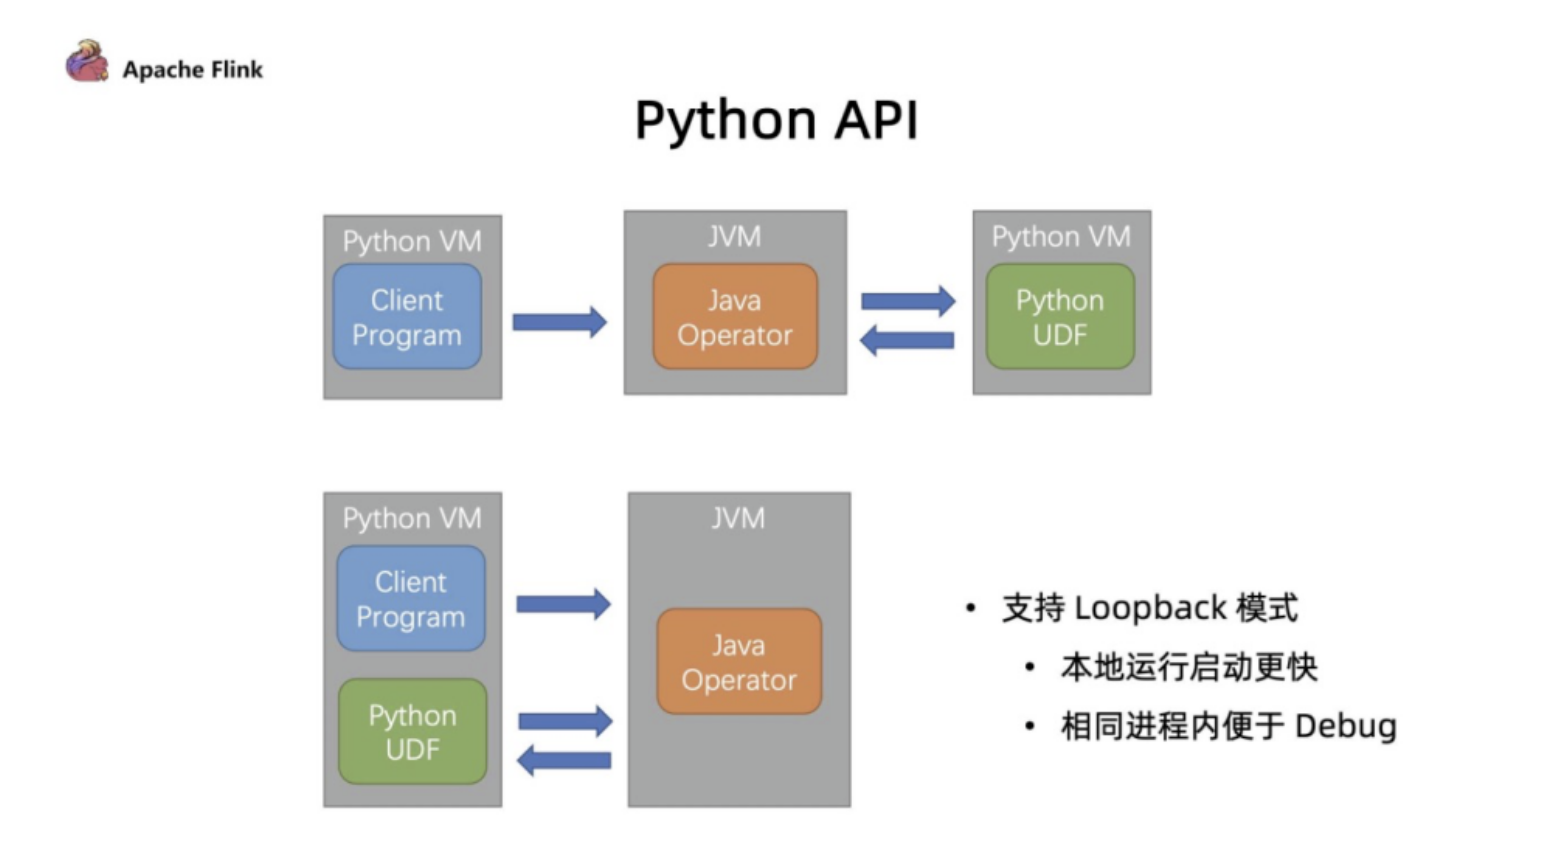 Apache Flink
Python API
Python VM
Client
Program
JVM
Java
Operator
Python VM
Python
UDF
Python VM
Client
Program
Python
UDF
JVM
Java
Operator
• 支持 Loopback 模式
• 本地运行启动更快
• 相同进程内便于 Debug